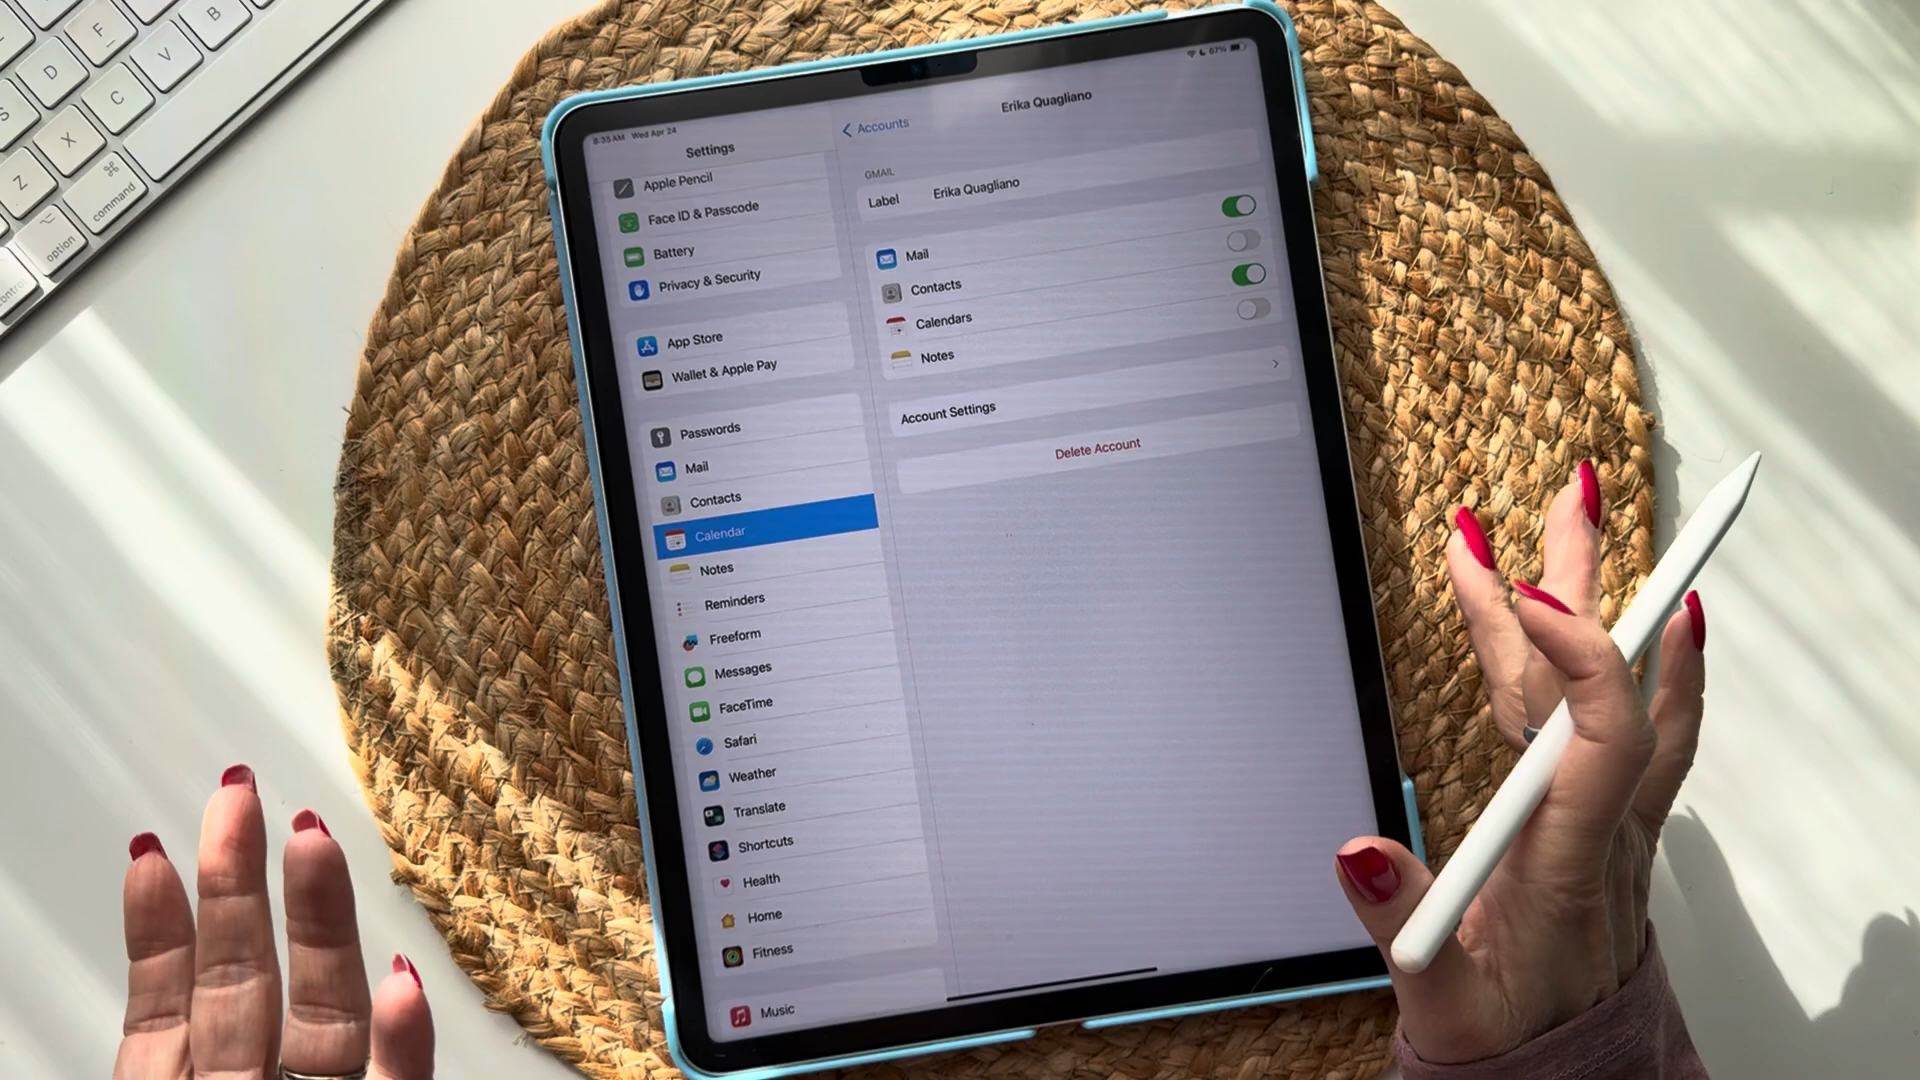 F
B
D
V
S
C
X
Z
⌘
command
⌥
option
control
8:35 AM Wed Apr 24
67%
Settings
Apple Pencil
Face ID & Passcode
Battery
Privacy & Security
App Store
Wallet & Apple Pay
Passwords
Mail
Contacts
Calendar
Notes
Reminders
Freeform
Messages
FaceTime
Safari
Weather
Translate
Shortcuts
Health
Home
Fitness
Music
Accounts
Erika Quagliano
GMAIL
Label Erika Quagliano
Mail
Contacts
Calendars
Notes
Account Settings
Delete Account